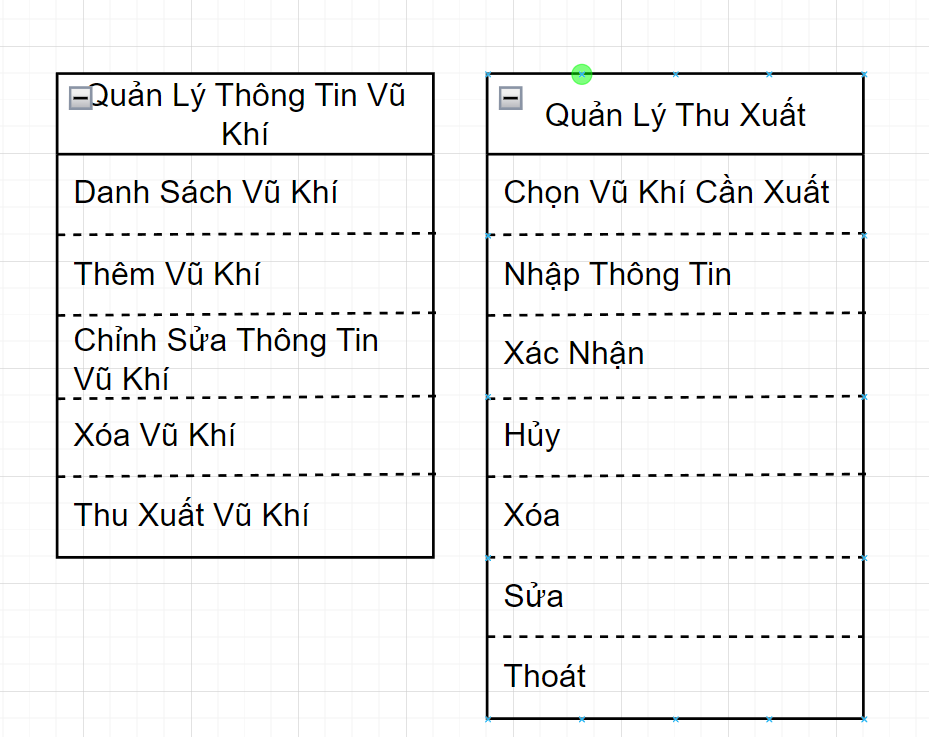 Quản Lý Thông Tin Vũ
Khí
Danh Sách Vũ Khí
Thêm Vũ Khí
Chỉnh Sửa Thông Tin
Vũ Khí
Xóa Vũ Khí
Thu Xuất Vũ Khí
Quản Lý Thu Xuất
Chọn Vũ Khí Cần Xuất
Nhập Thông Tin
Xác Nhận
Hủy
Xóa
Sửa
Thoát